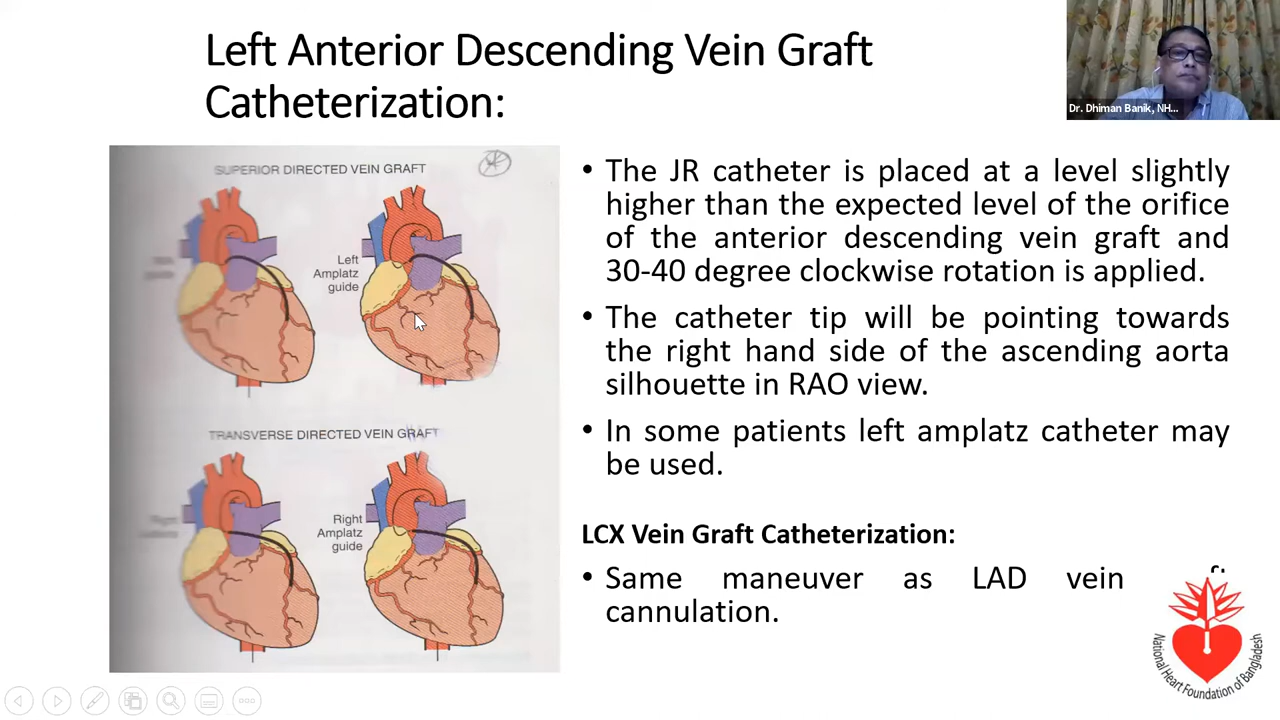 Left Anterior Descending Vein Graft
Catheterization:
Dr. Dhiman Banik, NH...
SUPERIOR DIRECTED VEIN GRAFT
Left
Amplatz
guide
TRANSVERSE DIRECTED VEIN GRAFT
Right
Amplatz
guide
• The JR catheter is placed at a level slightly
higher than the expected level of the orifice
of the anterior descending vein graft and
30-40 degree clockwise rotation is applied.
• The catheter tip will be pointing towards
the right hand side of the ascending aorta
silhouette in RAO view.
• In some patients left amplatz catheter may
be used.
LCX Vein Graft Catheterization:
• Same maneuver as LAD vein
cannulation.
National Heart Foundation of Bangladesh